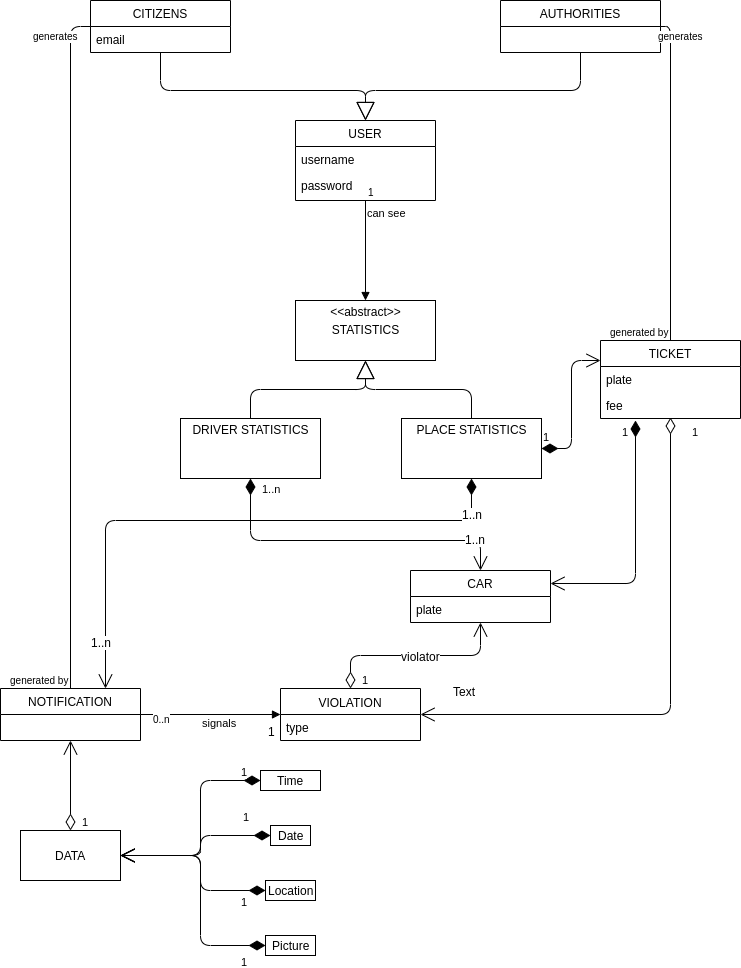 CITIZENS
AUTHORITIES
generates
email
generates
USER
username
password
1
can see
<<abstract>>
STATISTICS
generated by
TICKET
plate
fee
DRIVER STATISTICS
PLACE STATISTICS
1
1
1
1..n
1..n
1..n
CAR
plate
1..n
violator
generated by
1
NOTIFICATION
VIOLATION
Text
0..n
signals
1
type
1
Time
1
DATA
1
Date
Location
1
Picture
1